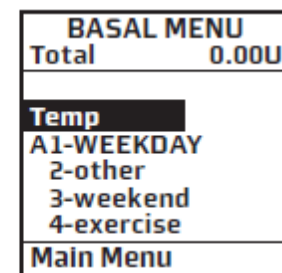 BASAL MENU
Total 0.00U
Temp
A1-WEEKDAY
2-other
3-weekend
4-exercise
Main Menu